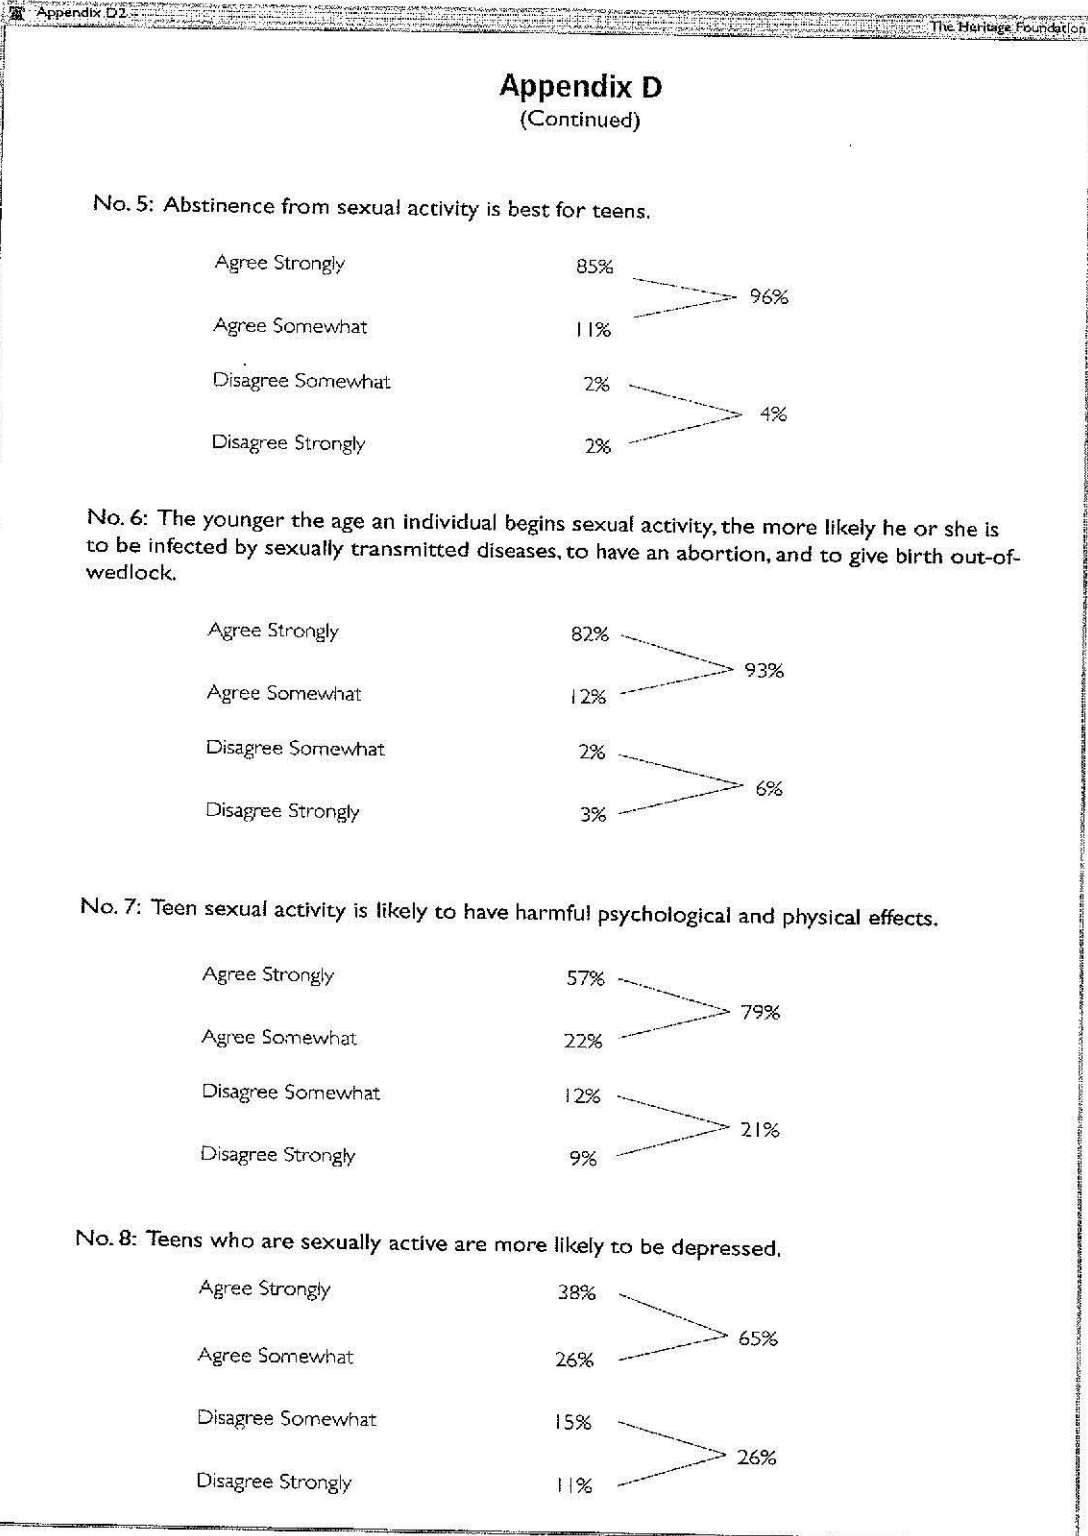 Appendix D2
The Heritage Foundation
Appendix D
(Continued)
No. 5: Abstinence from sexual activity is best for teens.
Agree Strongly 85%
96%
Agree Somewhat 11%
Disagree Somewhat 2%
4%
Disagree Strongly 2%
No. 6: The younger the age an individual begins sexual activity, the more likely he or she is
to be infected by sexually transmitted diseases, to have an abortion, and to give birth out-of-
wedlock.
Agree Strongly 82%
93%
Agree Somewhat 12%
Disagree Somewhat 2%
6%
Disagree Strongly 3%
No. 7: Teen sexual activity is likely to have harmful psychological and physical effects.
Agree Strongly 57%
79%
Agree Somewhat 22%
Disagree Somewhat 12%
21%
Disagree Strongly 9%
No. 8: Teens who are sexually active are more likely to be depressed.
Agree Strongly 38%
65%
Agree Somewhat 26%
Disagree Somewhat 15%
26%
Disagree Strongly 11%